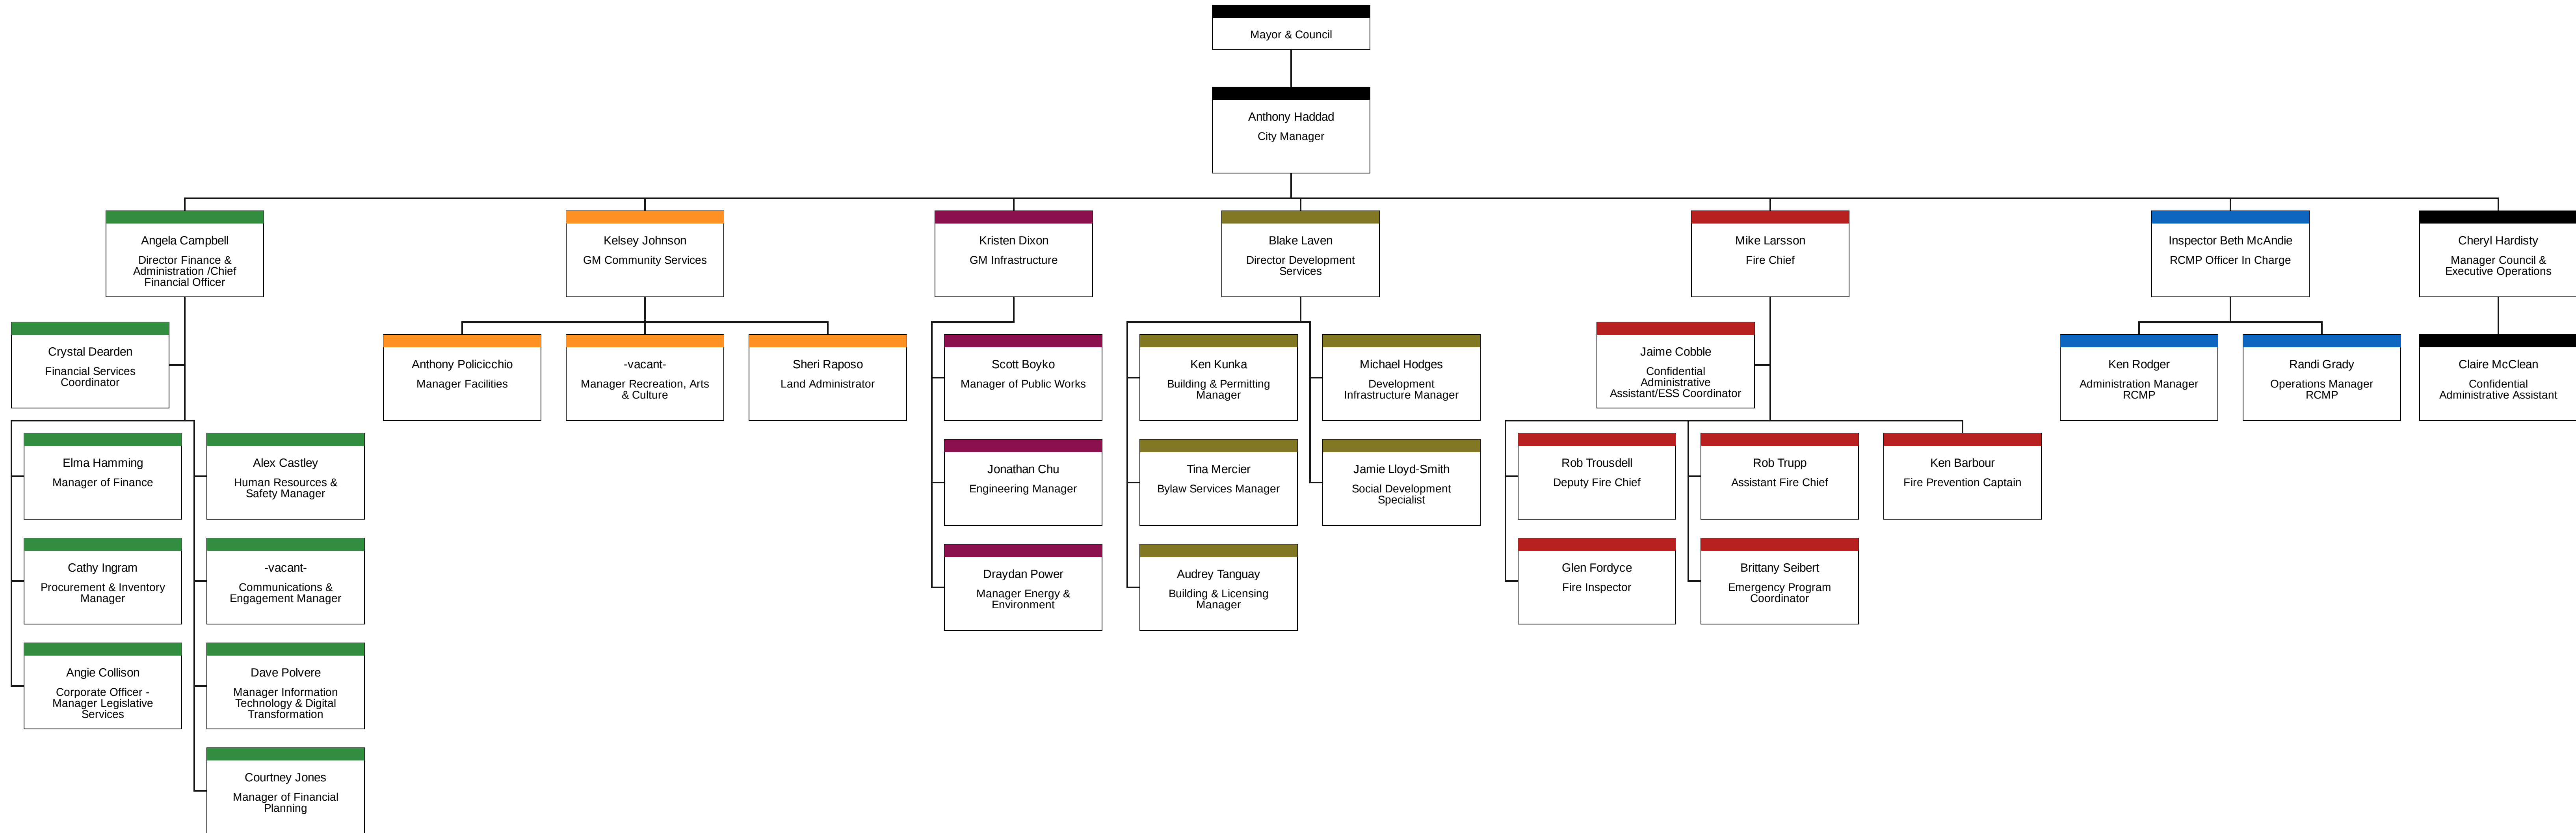 Mayor & Council
Anthony Haddad
City Manager
Angela Campbell
Director Finance &
Administration /Chief
Financial Officer
Kelsey Johnson
GM Community Services
Kristen Dixon
GM Infrastructure
Blake Laven
Director Development
Services
Mike Larsson
Fire Chief
Inspector Beth McAndie
RCMP Officer In Charge
Cheryl Hardisty
Manager Council &
Executive Operations
Crystal Dearden
Financial Services
Coordinator
Elma Hamming
Manager of Finance
Alex Castley
Human Resources &
Safety Manager
Cathy Ingram
Procurement & Inventory
Manager
-vacant-
Communications &
Engagement Manager
Angie Collison
Corporate Officer -
Manager Legislative
Services
Dave Polvere
Manager Information
Technology & Digital
Transformation
Courtney Jones
Manager of Financial
Planning
Anthony Policicchio
Manager Facilities
-vacant-
Manager Recreation, Arts
& Culture
Sheri Raposo
Land Administrator
Scott Boyko
Manager of Public Works
Jonathan Chu
Engineering Manager
Draydan Power
Manager Energy &
Environment
Ken Kunka
Building & Permitting
Manager
Michael Hodges
Development
Infrastructure Manager
Tina Mercier
Bylaw Services Manager
Jamie Lloyd-Smith
Social Development
Specialist
Audrey Tanguay
Building & Licensing
Manager
Jaime Cobble
Confidential
Administrative
Assistant/ESS Coordinator
Rob Trousdell
Deputy Fire Chief
Rob Trupp
Assistant Fire Chief
Ken Barbour
Fire Prevention Captain
Glen Fordyce
Fire Inspector
Brittany Seibert
Emergency Program
Coordinator
Ken Rodger
Administration Manager
RCMP
Randi Grady
Operations Manager
RCMP
Claire McClean
Confidential
Administrative Assistant